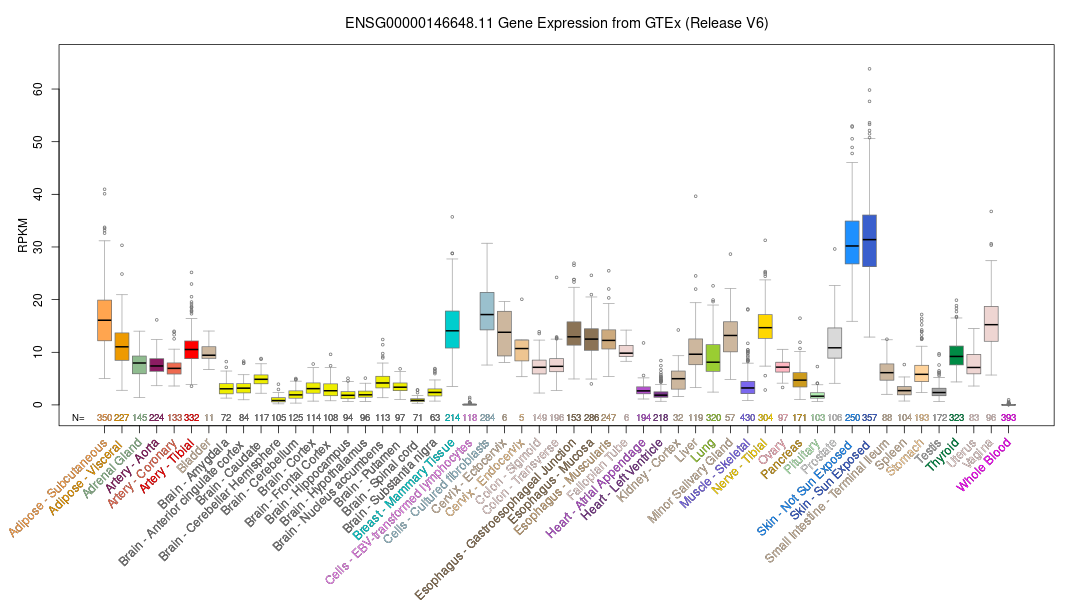 ENSG00000146648.11 Gene Expression from GTEx (Release V6)
RPKM
60
50
40
30
20
10
0
N= 350 227 145 224 133 332 11 72 84 117 105 125 114 108 94 96 113 97 71 63 214 118 284 6 5 149 196 153 286 247 6 194 218 32 119 320 57 430 304 97 171 103 106 250 357 88 104 193 172 323 83 96 393
Adipose - Subcutaneous
Adipose - Visceral
Adrenal Gland
Artery - Aorta
Artery - Coronary
Artery - Tibial
Bladder
Brain - Amygdala
Brain - Anterior cingulate cortex
Brain - Caudate
Brain - Cerebellar Hemisphere
Brain - Cerebellum
Brain - Cortex
Brain - Frontal Cortex
Brain - Hippocampus
Brain - Hypothalamus
Brain - Nucleus accumbens
Brain - Putamen
Brain - Spinal cord
Brain - Substantia nigra
Breast - Mammary Tissue
Cells - EBV-transformed lymphocytes
Cells - Cultured fibroblasts
Cervix - Ectocervix
Cervix - Endocervix
Colon - Sigmoid
Colon - Transverse
Esophagus - Gastroesophageal Junction
Esophagus - Mucosa
Esophagus - Muscularis
Fallopian Tube
Heart - Atrial Appendage
Heart - Left Ventricle
Kidney - Cortex
Liver
Lung
Minor Salivary Gland
Muscle - Skeletal
Nerve - Tibial
Ovary
Pancreas
Pituitary
Prostate
Skin - Not Sun Exposed
Skin - Sun Exposed
Small Intestine - Terminal Ileum
Spleen
Stomach
Testis
Thyroid
Uterus
Vagina
Whole Blood